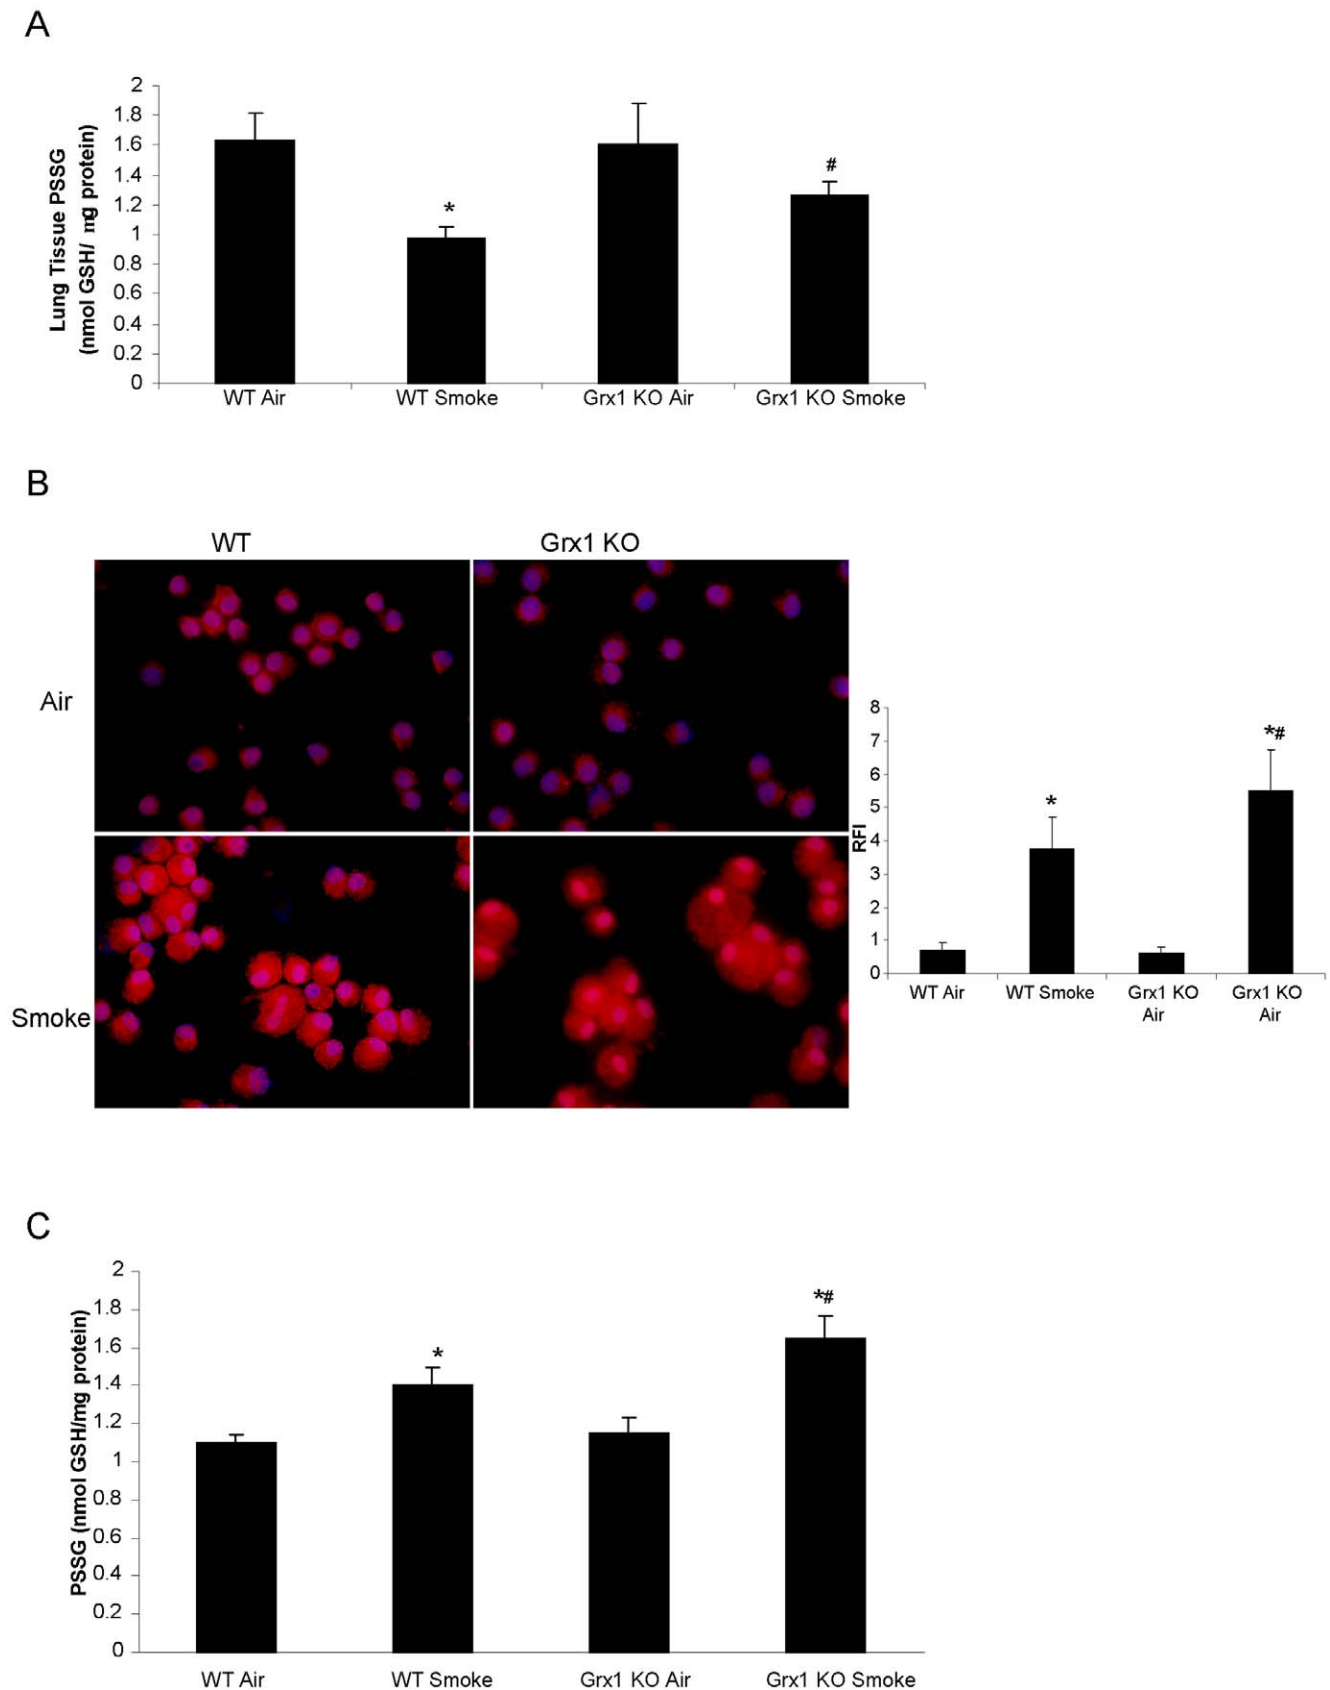 A
Lung Tissue PSSG
(nmol GSH/ mg protein)
2
1.8
1.6
1.4
1.2
1
0.8
0.6
0.4
0.2
0
*
#
WT Air
WT Smoke
Grx1 KO Air
Grx1 KO Smoke
B
WT
Grx1 KO
Air
Smoke
RFI
8
7
6
5
4
3
2
1
0
*
*#
WT Air
WT Smoke
Grx1 KO
Air
Grx1 KO
Air
C
PSSG (nmol GSH/mg protein)
2
1.8
1.6
1.4
1.2
1
0.8
0.6
0.4
0.2
0
*
*#
WT Air
WT Smoke
Grx1 KO Air
Grx1 KO Smoke